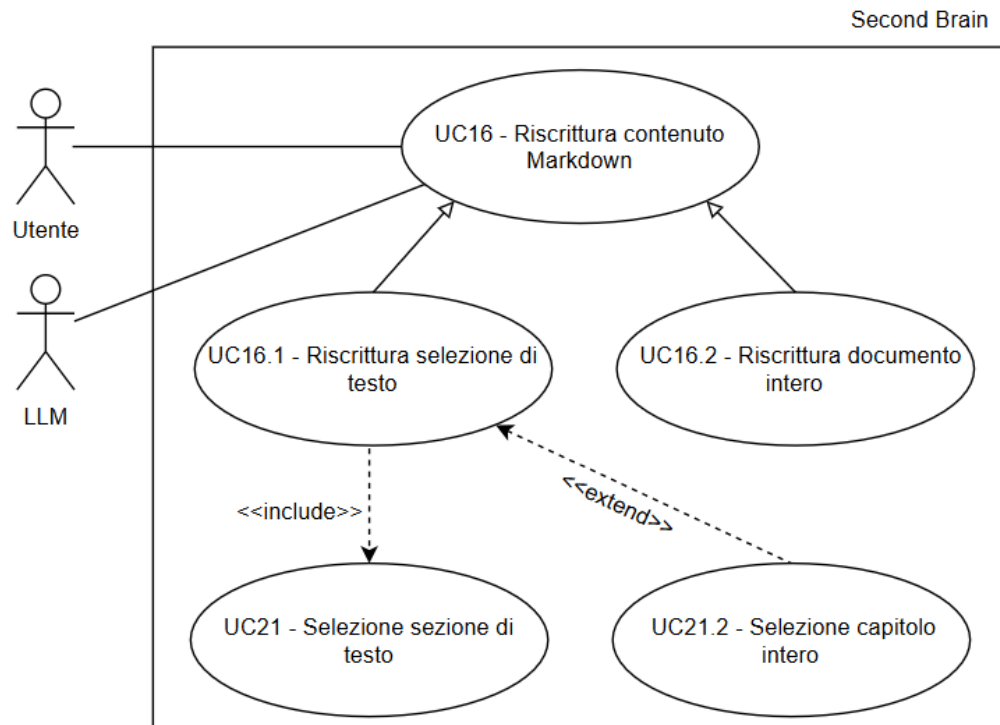 Second Brain
UC16 - Riscrittura contenuto
Markdown
Utente
LLM
UC16.1 - Riscrittura selezione di
testo
UC16.2 - Riscrittura documento
intero
<<include>>
<<extend>>
UC21 - Selezione sezione di
testo
UC21.2 - Selezione capitolo
intero